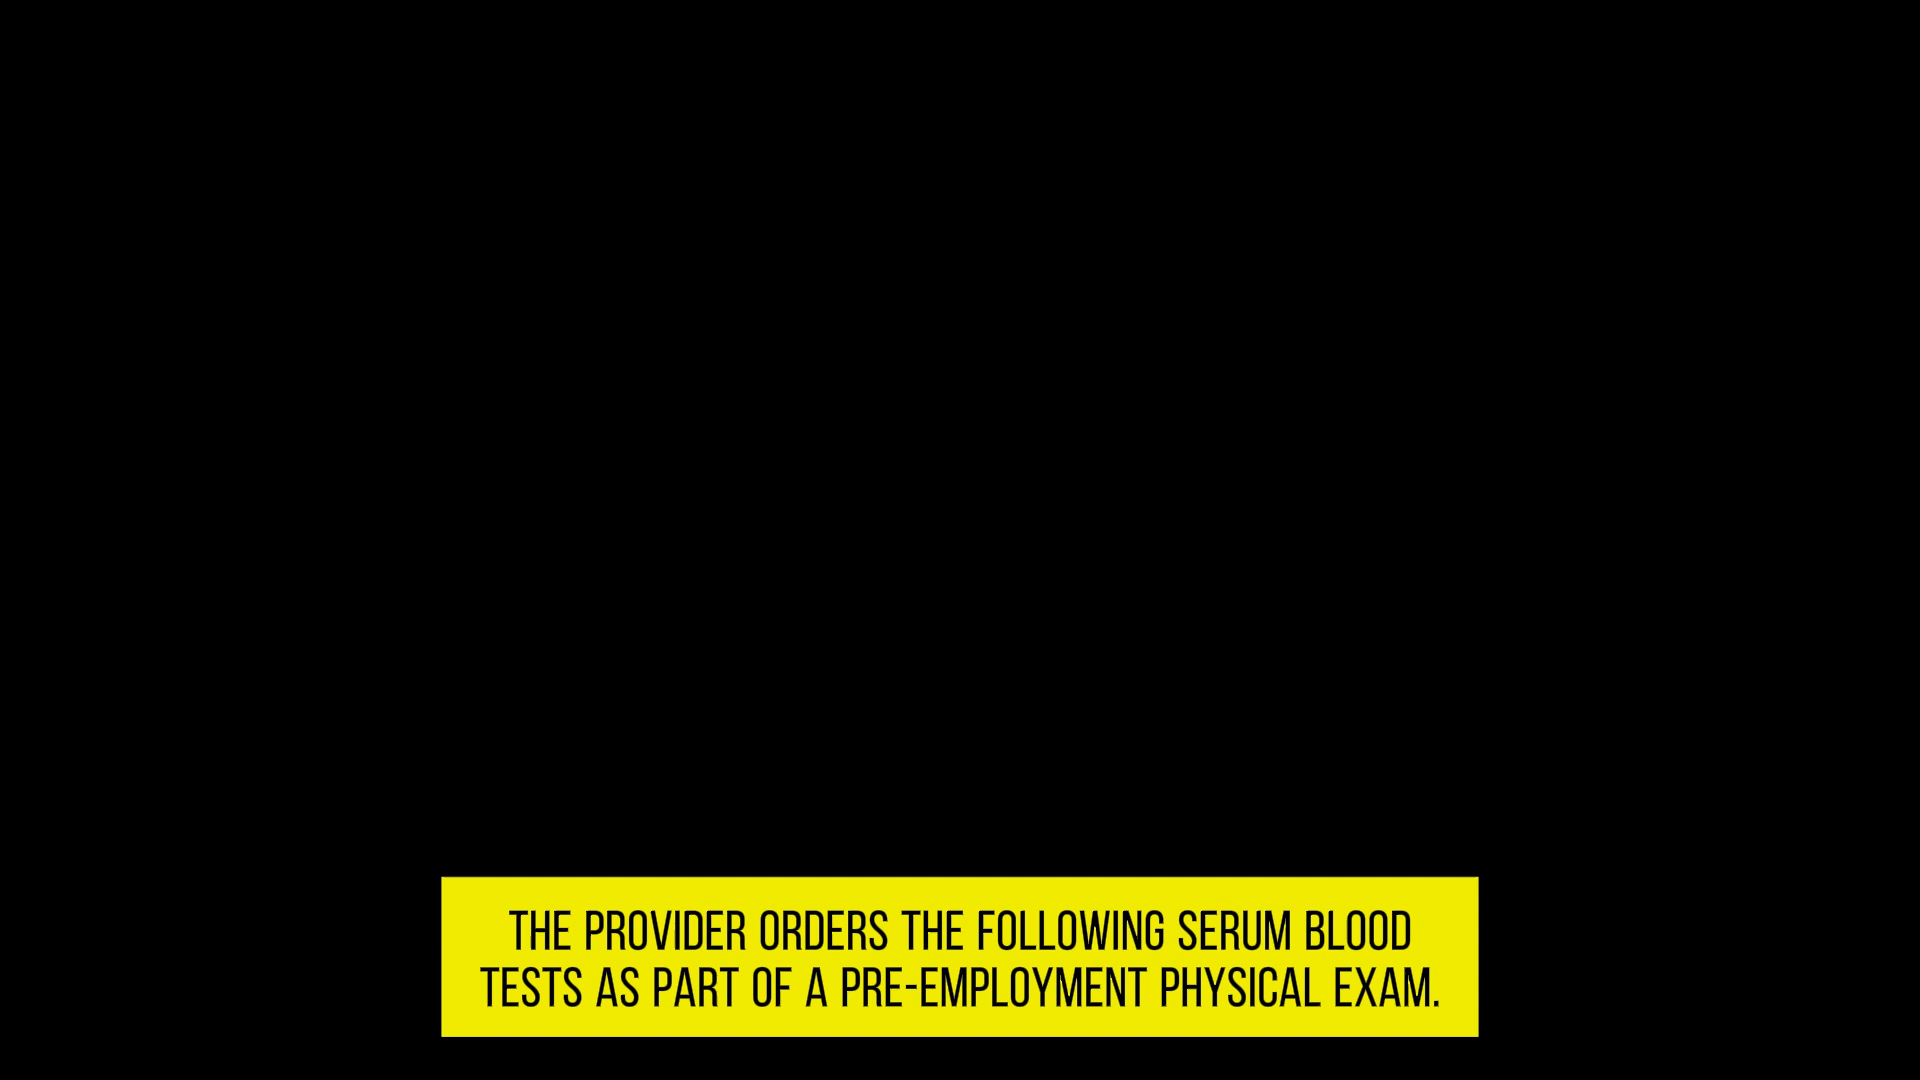 THE PROVIDER ORDERS THE FOLLOWING SERUM BLOOD
TESTS AS PART OF A PRE-EMPLOYMENT PHYSICAL EXAM.